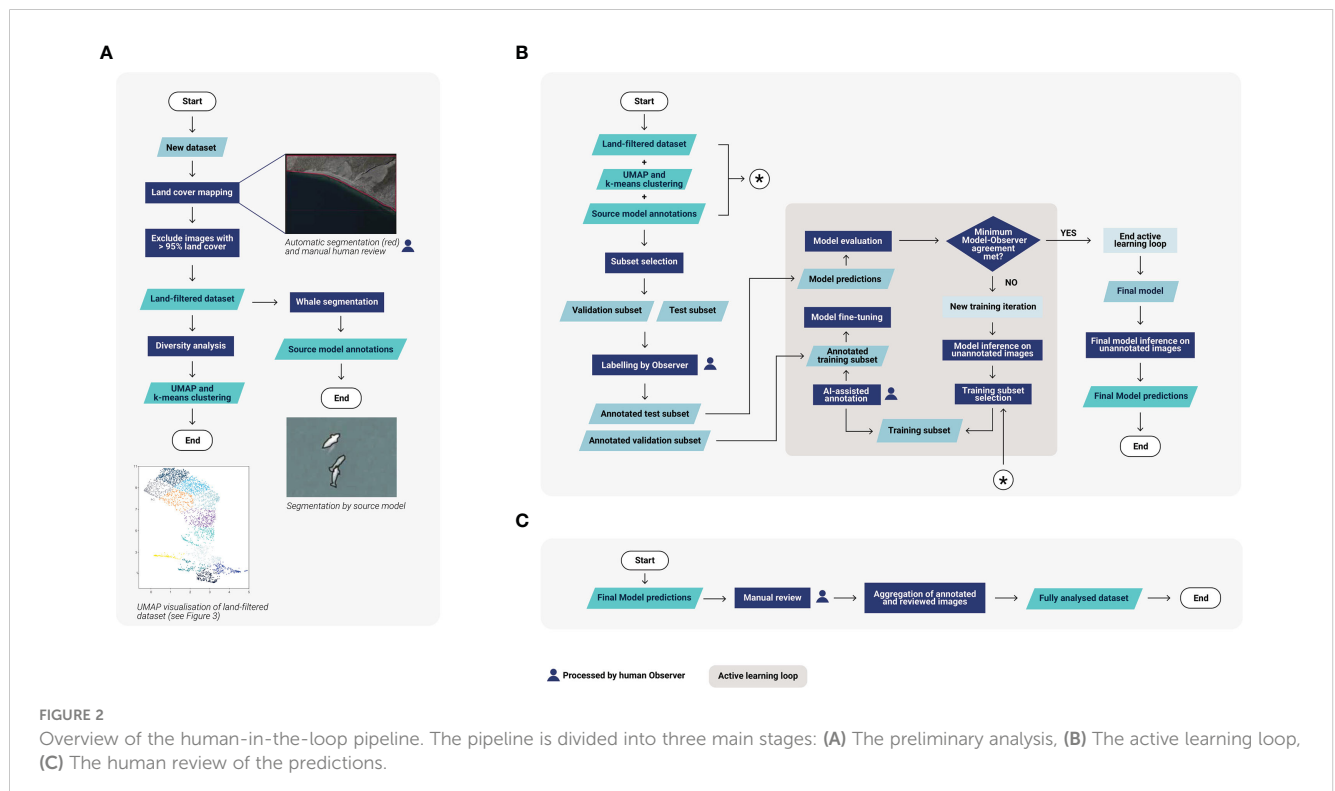 A
Start
New dataset
Land cover mapping
Automatic segmentation (red)
and manual human review
Exclude images with
> 95% land cover
Land-filtered dataset
Whale segmentation
Diversity analysis
Source model annotations
UMAP and
k-means clustering
End
End
Segmentation by source model
UMAP visualisation of land-filtered
dataset (see Figure 3)
B
Start
Land-filtered dataset
+
UMAP and
k-means clustering
+
Source model annotations
*
Subset selection
Validation subset
Test subset
Labelling by Observer
Annotated test subset
Annotated validation subset
Model evaluation
Model predictions
Model fine-tuning
Annotated
training subset
AI-assisted
annotation
Training subset
Minimum
Model-Observer
agreement
met?
YES
NO
New training iteration
Model inference on
unannotated images
Training subset
selection
*
End active
learning loop
Final model
Final model inference on
unannotated images
Final Model predictions
End
C
Start
Final Model predictions
Manual review
Aggregation of annotated
and reviewed images
Fully analysed dataset
End
Processed by human Observer
Active learning loop
FIGURE 2
Overview of the human-in-the-loop pipeline. The pipeline is divided into three main stages: (A) The preliminary analysis, (B) The active learning loop,
(C) The human review of the predictions.